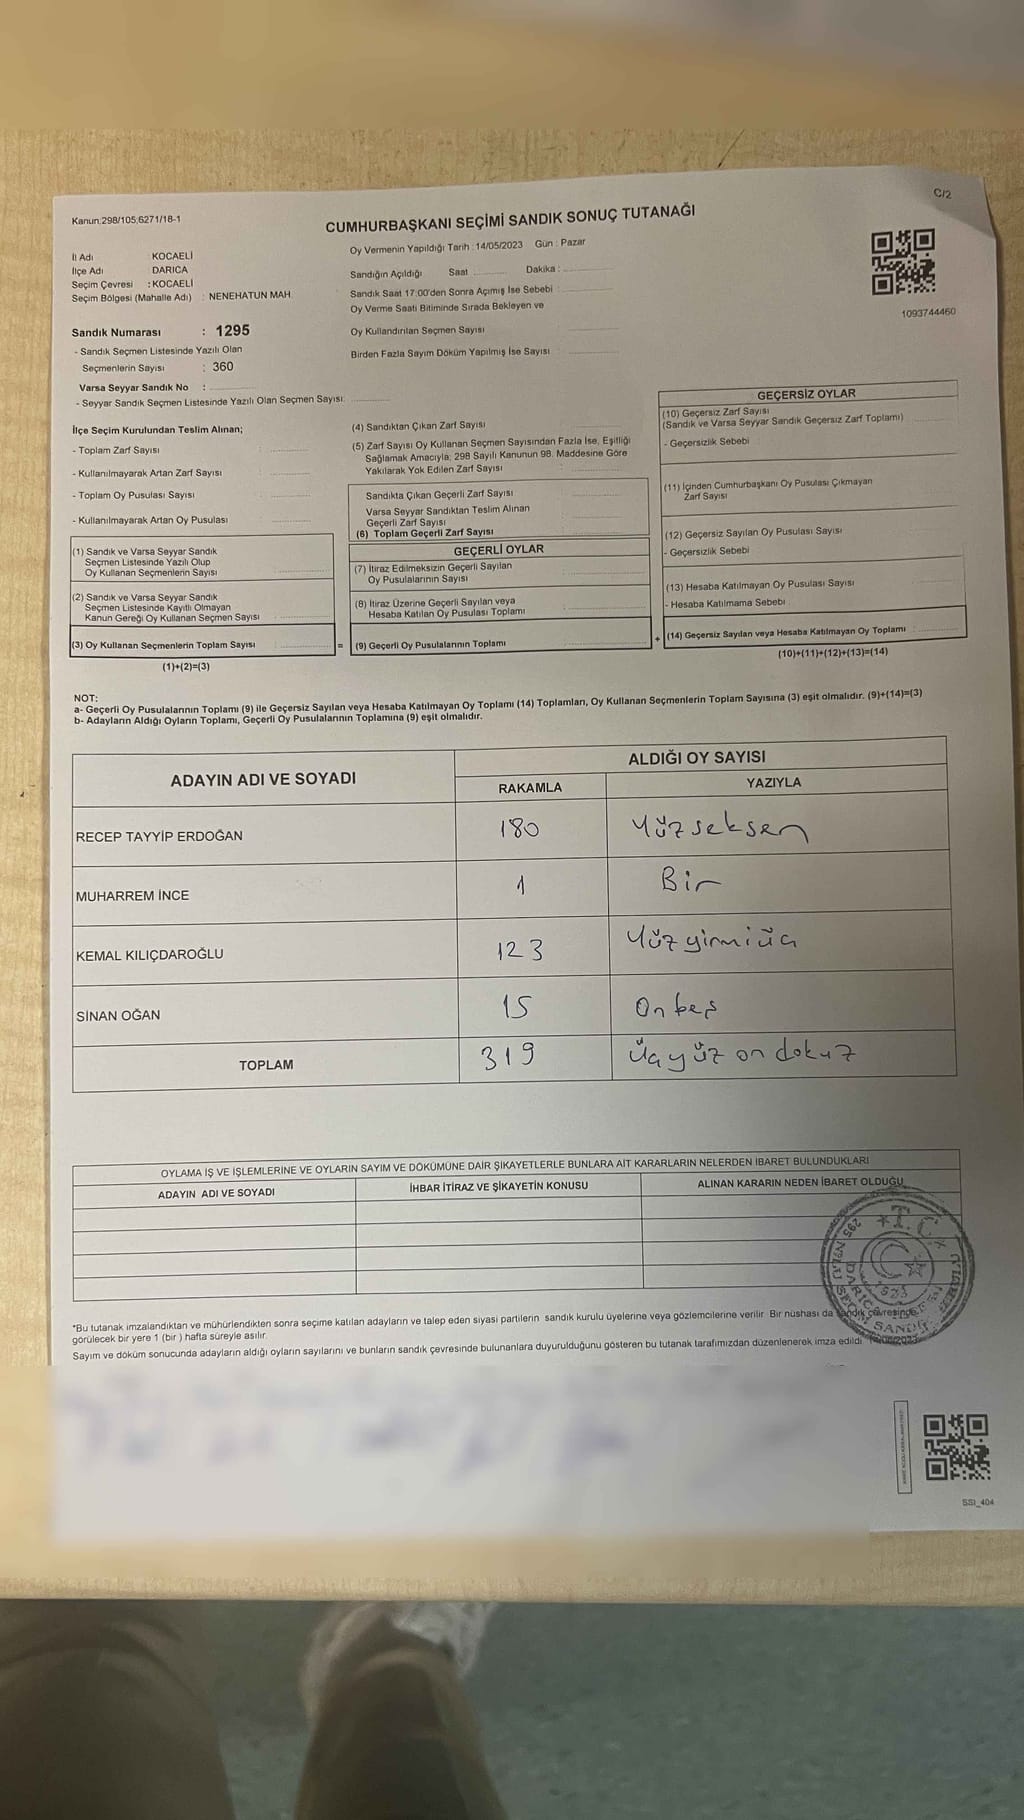 C/2
Kanun.298/105,6271/18-1
CUMHURBAŞKANI SEÇİMİ SANDIK SONUÇ TUTANAĞI
İl Adı KOCAELİ
İlçe Adı DARICA
Seçim Çevresi : KOCAELİ
Seçim Bölgesi (Mahalle Adı) : NENEHATUN MAH
Sandık Numarası : 1295
- Sandık Seçmen Listesinde Yazılı Olan
Seçmenlerin Sayısı : 360
Varsa Seyyar Sandık No :
- Seyyar Sandık Seçmen Listesinde Yazılı Olan Seçmen Sayısı:
Oy Vermenin Yapıldığı Tarih : 14/05/2023 Gün : Pazar
Sandığın Açıldığı Saat Dakika :
Sandık Saat 17:00'den Sonra Açımış İse Sebebi :
Oy Verme Saati Bitiminde Sırada Bekleyen ve
Oy Kullandırılan Seçmen Sayısı
Birden Fazla Sayım Döküm Yapılmış İse Sayısı
1093744460
İlçe Seçim Kurulundan Teslim Alınan;
- Toplam Zarf Sayısı
- Kullanılmayarak Artan Zarf Sayısı
- Toplam Oy Pusulası Sayısı
- Kullanılmayarak Artan Oy Pusulası
(1) Sandık ve Varsa Seyyar Sandık
Seçmen Listesinde Yazılı Olup
Oy Kullanan Seçmenlerin Sayısı
(2) Sandık ve Varsa Seyyar Sandık
Seçmen Listesinde Kayıtlı Olmayan
Kanun Gereği Oy Kullanan Seçmen Sayısı
(3) Oy Kullanan Seçmenlerin Toplam Sayısı =
(1)+(2)=(3)
(4) Sandıktan Çıkan Zarf Sayısı
(5) Zarf Sayısı Oy Kullanan Seçmen Sayısından Fazla İse, Eşitliği
Sağlamak Amacıyla; 298 Sayılı Kanunun 98. Maddesine Göre
Yakılarak Yok Edilen Zarf Sayısı
Sandıkta Çıkan Geçerli Zarf Sayısı
Varsa Seyyar Sandıktan Teslim Alınan
Geçerli Zarf Sayısı
(6) Toplam Geçerli Zarf Sayısı
GEÇERLİ OYLAR
(7) İtiraz Edilmeksizin Geçerli Sayılan
Oy Pusulalarının Sayısı
(8) İtiraz Üzerine Geçerli Sayılan veya
Hesaba Katılan Oy Pusulası Toplamı
(9) Geçerli Oy Pusulalarının Toplamı +
GEÇERSİZ OYLAR
(10) Geçersiz Zarf Sayısı
(Sandık ve Varsa Seyyar Sandık Geçersiz Zarf Toplamı)
- Geçersizlik Sebebi
(11) İçinden Cumhurbaşkanı Oy Pusulası Çıkmayan
Zarf Sayısı
(12) Geçersiz Sayılan Oy Pusulası Sayısı
- Geçersizlik Sebebi
(13) Hesaba Katılmayan Oy Pusulası Sayısı
- Hesaba Katılmama Sebebi
(14) Geçersiz Sayılan veya Hesaba Katılmayan Oy Toplamı
(10)+(11)+(12)+(13)=(14)
NOT:
a- Geçerli Oy Pusulalarının Toplamı (9) ile Geçersiz Sayılan veya Hesaba Katılmayan Oy Toplamı (14) Toplamları, Oy Kullanan Seçmenlerin Toplam Sayısına (3) eşit olmalıdır. (9)+(14)=(3)
b- Adayların Aldığı Oyların Toplamı, Geçerli Oy Pusulalarının Toplamına (9) eşit olmalıdır.
ADAYIN ADI VE SOYADI ALDIĞI OY SAYISI
RAKAMLA YAZIYLA
RECEP TAYYİP ERDOĞAN 180 Yüzseksen
MUHARREM İNCE 1 Bir
KEMAL KILIÇDAROĞLU 123 Yüzyirmiüç
SİNAN OĞAN 15 Onbeş
TOPLAM 319 Üçyüz on dokuz
OYLAMA İŞ VE İŞLEMLERİNE VE OYLARIN SAYIM VE DÖKÜMÜNE DAİR ŞİKAYETLERLE BUNLARA AİT KARARLARIN NELERDEN İBARET BULUNDUKLARI
ADAYIN ADI VE SOYADI İHBAR İTİRAZ VE ŞİKAYETİN KONUSU ALINAN KARARIN NEDEN İBARET OLDUĞU
T.C.
*Bu tutanak imzalandıktan ve mühürlendikten sonra seçime katılan adayların ve talep eden siyasi partilerin sandık kurulu üyelerine veya gözlemcilerine verilir. Bir nüshası da sandık çevresinde
görülecek bir yere 1 (bir ) hafta süreyle asılır.
Sayım ve döküm sonucunda adayların aldığı oyların sayılarını ve bunların sandık çevresinde bulunanlara duyurulduğunu gösteren bu tutanak tarafımızdan düzenlenerek imza edildi.
SSI_404